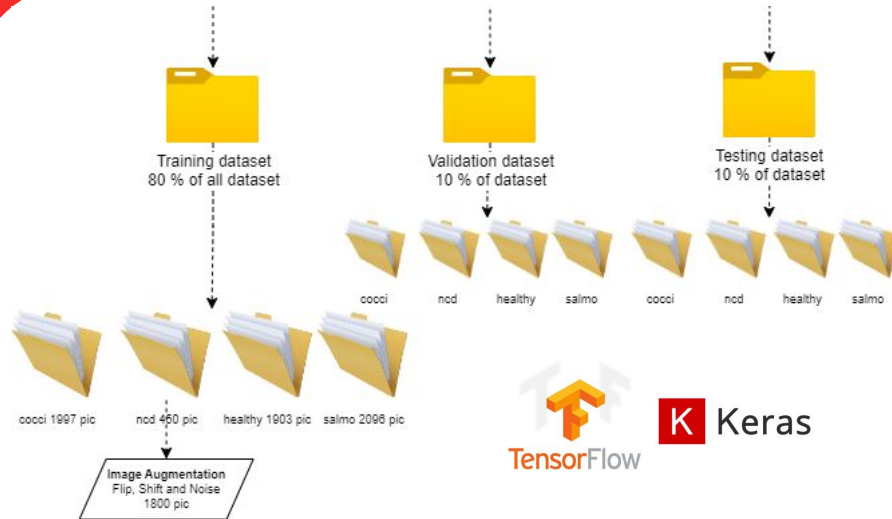 Training dataset
80 % of all dataset
Validation dataset
10 % of dataset
Testing dataset
10 % of dataset
cocci
ncd
healthy
salmo
cocci
ncd
healthy
salmo
cocci 1997 pic
ncd 450 pic
healthy 1903 pic
salmo 2096 pic
Image Augmentation
Flip, Shift and Noise
1800 pic
TF
TensorFlow
K Keras